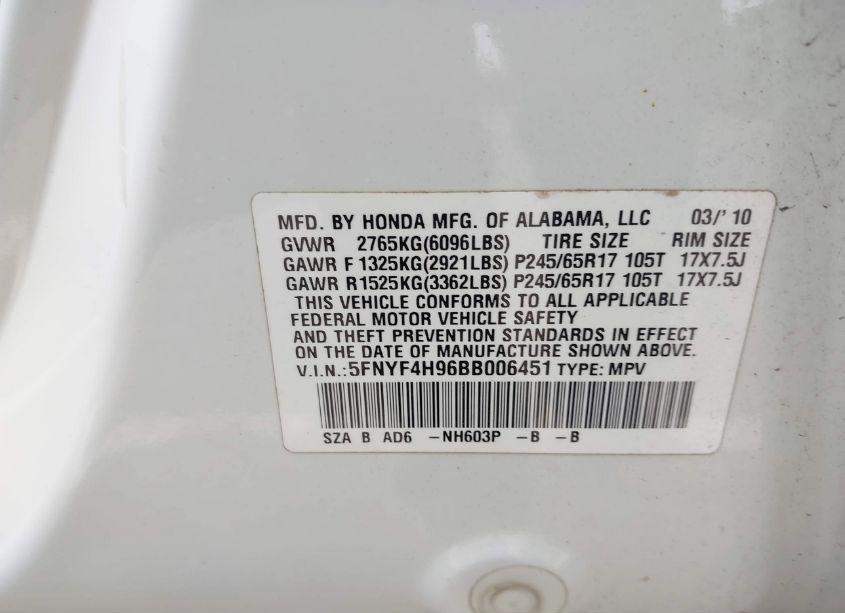 MFD. BY HONDA MFG. OF ALABAMA, LLC 03/' 10
GVWR 2765KG(6096LBS) TIRE SIZE RIM SIZE
GAWR F 1325KG(2921LBS) P245/65R17 105T 17X7.5J
GAWR R1525KG(3362LBS) P245/65R17 105T 17X7.5J
THIS VEHICLE CONFORMS TO ALL APPLICABLE
FEDERAL MOTOR VEHICLE SAFETY
AND THEFT PREVENTION STANDARDS IN EFFECT
ON THE DATE OF MANUFACTURE SHOWN ABOVE.
V.I.N.:5FNYF4H96BB006451 TYPE: MPV
SZA B AD6 -NH603P -B -B